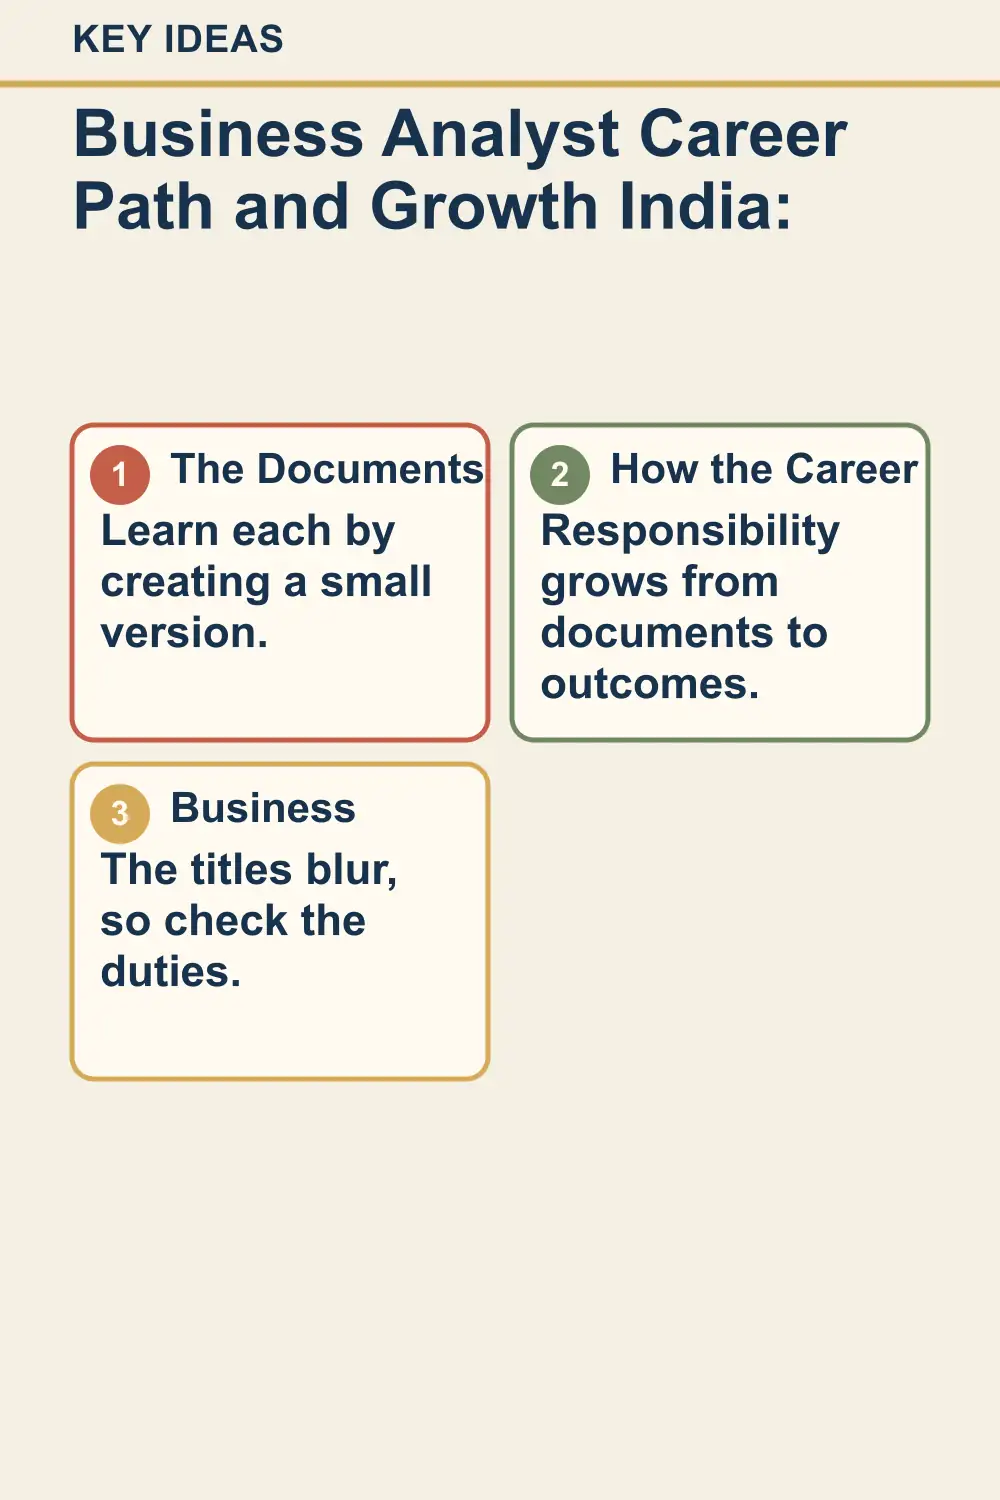 KEY IDEAS
Business Analyst Career
Path and Growth India:
1 The Documents
Learn each by
creating a small
version.
2 How the Career
Responsibility
grows from
documents to
outcomes.
3 Business
The titles blur,
so check the
duties.